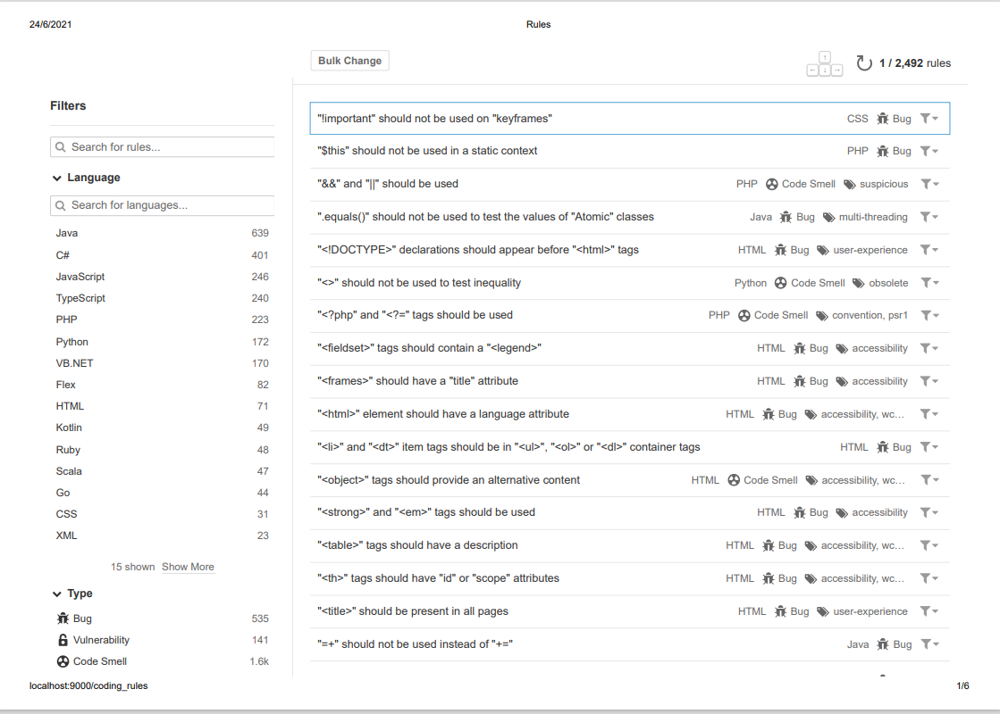 24/6/2021
Rules
Bulk Change
1 / 2,492 rules
Filters
Search for rules...
Language
Search for languages...
Java 639
C# 401
JavaScript 246
TypeScript 240
PHP 223
Python 172
VB.NET 170
Flex 82
HTML 71
Kotlin 49
Ruby 48
Scala 47
Go 44
CSS 31
XML 23
15 shown Show More
Type
Bug 535
Vulnerability 141
Code Smell 1.6k
"!important" should not be used on "keyframes" CSS Bug
"$this" should not be used in a static context PHP Bug
"&&" and "||" should be used PHP Code Smell suspicious
".equals()" should not be used to test the values of "Atomic" classes Java Bug multi-threading
"<!DOCTYPE>" declarations should appear before "<html>" tags HTML Bug user-experience
"<>" should not be used to test inequality Python Code Smell obsolete
"<?php" and "<?=" tags should be used PHP Code Smell convention, psr1
"<fieldset>" tags should contain a "<legend>" HTML Bug accessibility
"<frames>" should have a "title" attribute HTML Bug accessibility
"<html>" element should have a language attribute HTML Bug accessibility, wc...
"<li>" and "<dt>" item tags should be in "<ul>", "<ol>" or "<dl>" container tags HTML Bug
"<object>" tags should provide an alternative content HTML Code Smell accessibility, wc...
"<strong>" and "<em>" tags should be used HTML Bug accessibility
"<table>" tags should have a description HTML Bug accessibility, wc...
"<th>" tags should have "id" or "scope" attributes HTML Bug accessibility, wc...
"<title>" should be present in all pages HTML Bug user-experience
"=+" should not be used instead of "+=" Java Bug
localhost:9000/coding_rules
1/6